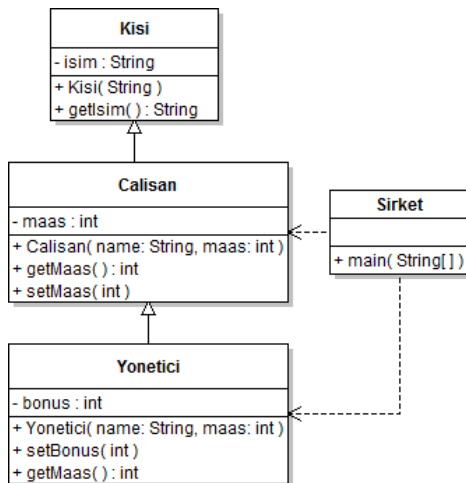 Kisi
- isim : String
+ Kisi( String )
+ getIsim( ) : String
Calisan
- maas : int
+ Calisan( name: String, maas: int )
+ getMaas( ) : int
+ setMaas( int )
Sirket
+ main( String[ ] )
Yonetici
- bonus : int
+ Yonetici( name: String, maas: int )
+ setBonus( int )
+ getMaas( ) : int